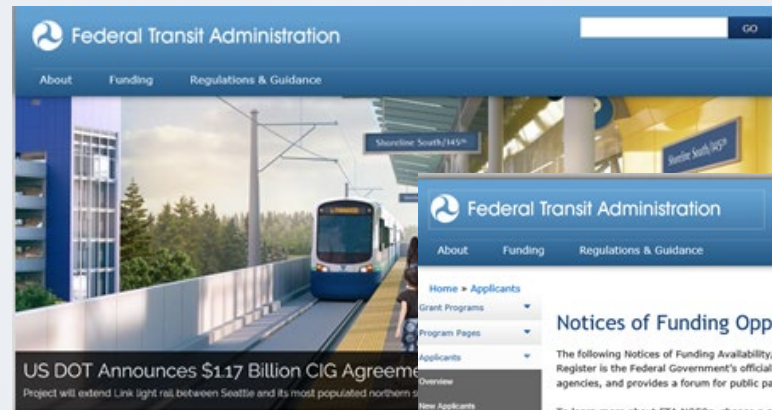 Federal Transit Administration
GO
About Funding Regulations & Guidance
Shoreline South/145th
Shoreline South/145th
US DOT Announces $1.17 Billion CIG Agreeme
Project will extend Link light rail between Seattle and its most populated northern s
Federal Transit Administration
About Funding Regulations & Guidance
Home » Applicants
Grant Programs
Program Pages
Applicants
Overview
New Applicants
Notices of Funding Opp
The following Notices of Funding Availability,
Register is the Federal Government's official
agencies, and provides a forum for public pa